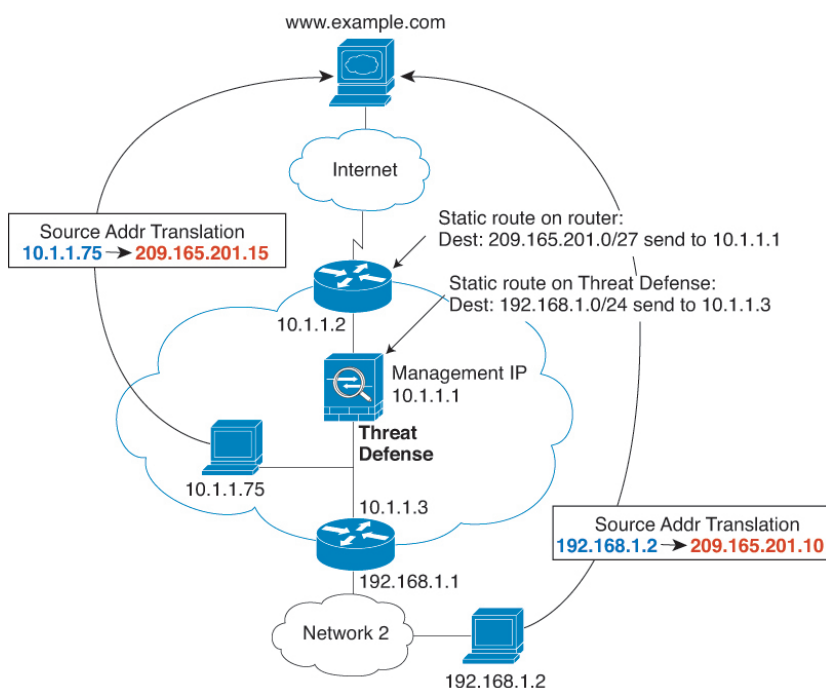 www.example.com
Internet
Source Addr Translation
10.1.1.75 209.165.201.15
Static route on router:
Dest: 209.165.201.0/27 send to 10.1.1.1
Static route on Threat Defense:
Dest: 192.168.1.0/24 send to 10.1.1.3
10.1.1.2
Management IP
10.1.1.1
Threat
Defense
10.1.1.75
10.1.1.3
Source Addr Translation
192.168.1.2 209.165.201.10
192.168.1.1
Network 2
192.168.1.2